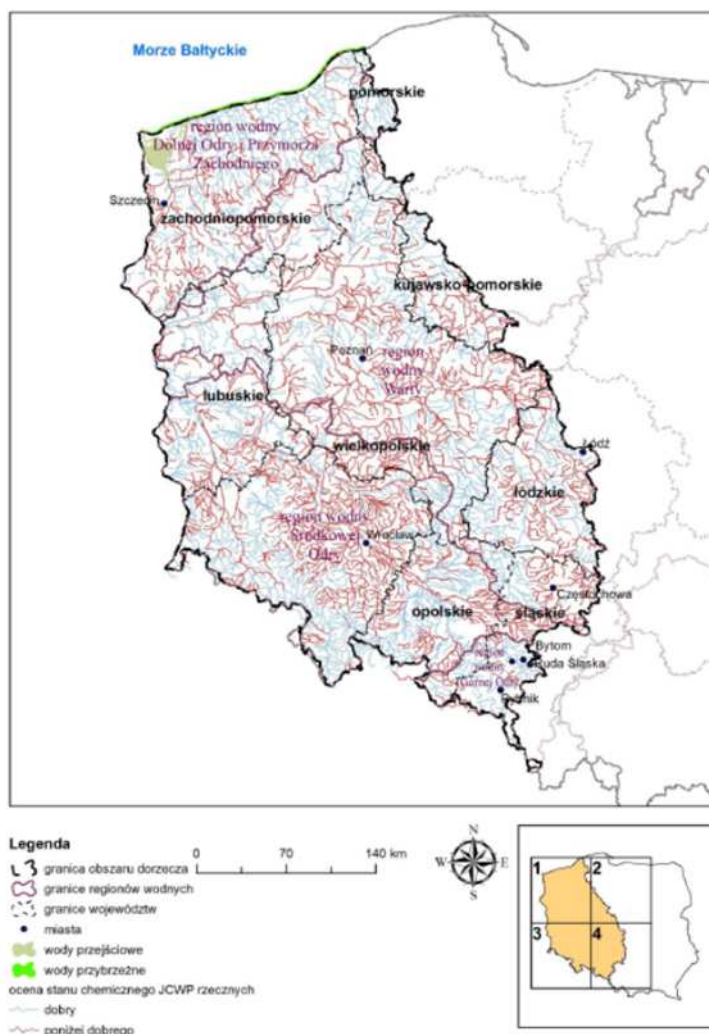 Morze Bałtyckie
pomorskie
region wodny
Dolnej Odry i Przymorza
Zachodniego
Szczecin
zachodniopomorskie
kujawsko-pomorskie
Poznań
region
wodny
Warty
lubuskie
wielkopolskie
Łódź
łódzkie
region wodny
Środkowej
Odry
Wrocław
Częstochowa
opolskie
śląskie
Bytom
Ruda Śląska
Górnej Odry
Rybnik
Legenda
granica obszaru dorzecza
granice regionów wodnych
granice województw
miasta
wody przejściowe
wody przybrzeżne
ocena stanu chemicznego JCWP rzecznych
dobry
poniżej dobrego
0 70 140 km
N
W E
S
1 2
3 4